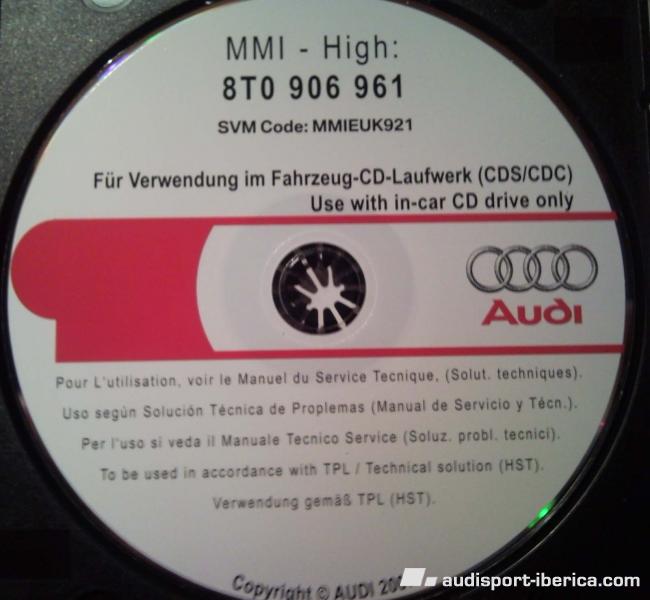 MMI - High:
8T0 906 961
SVM Code: MMIEUK921
Für Verwendung im Fahrzeug-CD-Laufwerk (CDS/CDC)
Use with in-car CD drive only
Audi
Pour L'utilisation, voir le Manuel du Service Tecnique, (Solut. techniques).
Uso según Solución Técnica de Proplemas (Manual de Servicio y Técn.).
Per l'uso si veda il Manuale Tecnico Service (Soluz. probl. tecnici).
To be used in accordance with TPL / Technical solution (HST).
Verwendung gemäß TPL (HST).
Copyright © AUDI
audisport-iberica.com